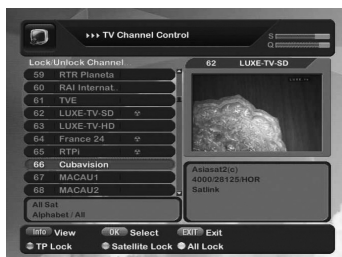 ▸▸▸ TV Channel Control
S
Q
Lock/Unlock Channel
62 LUXE-TV-SD
59 RTR Planeta
60 RAI Internat..
61 TVE
62 LUXE-TV-SD
63 LUXE-TV-HD
64 France 24
65 RTPi
66 Cubavision
67 MACAU1
68 MACAU2
Asiasat2(c)
4000/28125/HOR
Satlink
All Sat
Alphabet / All
Info View OK Select EXIT Exit
TP Lock Satellite Lock All Lock